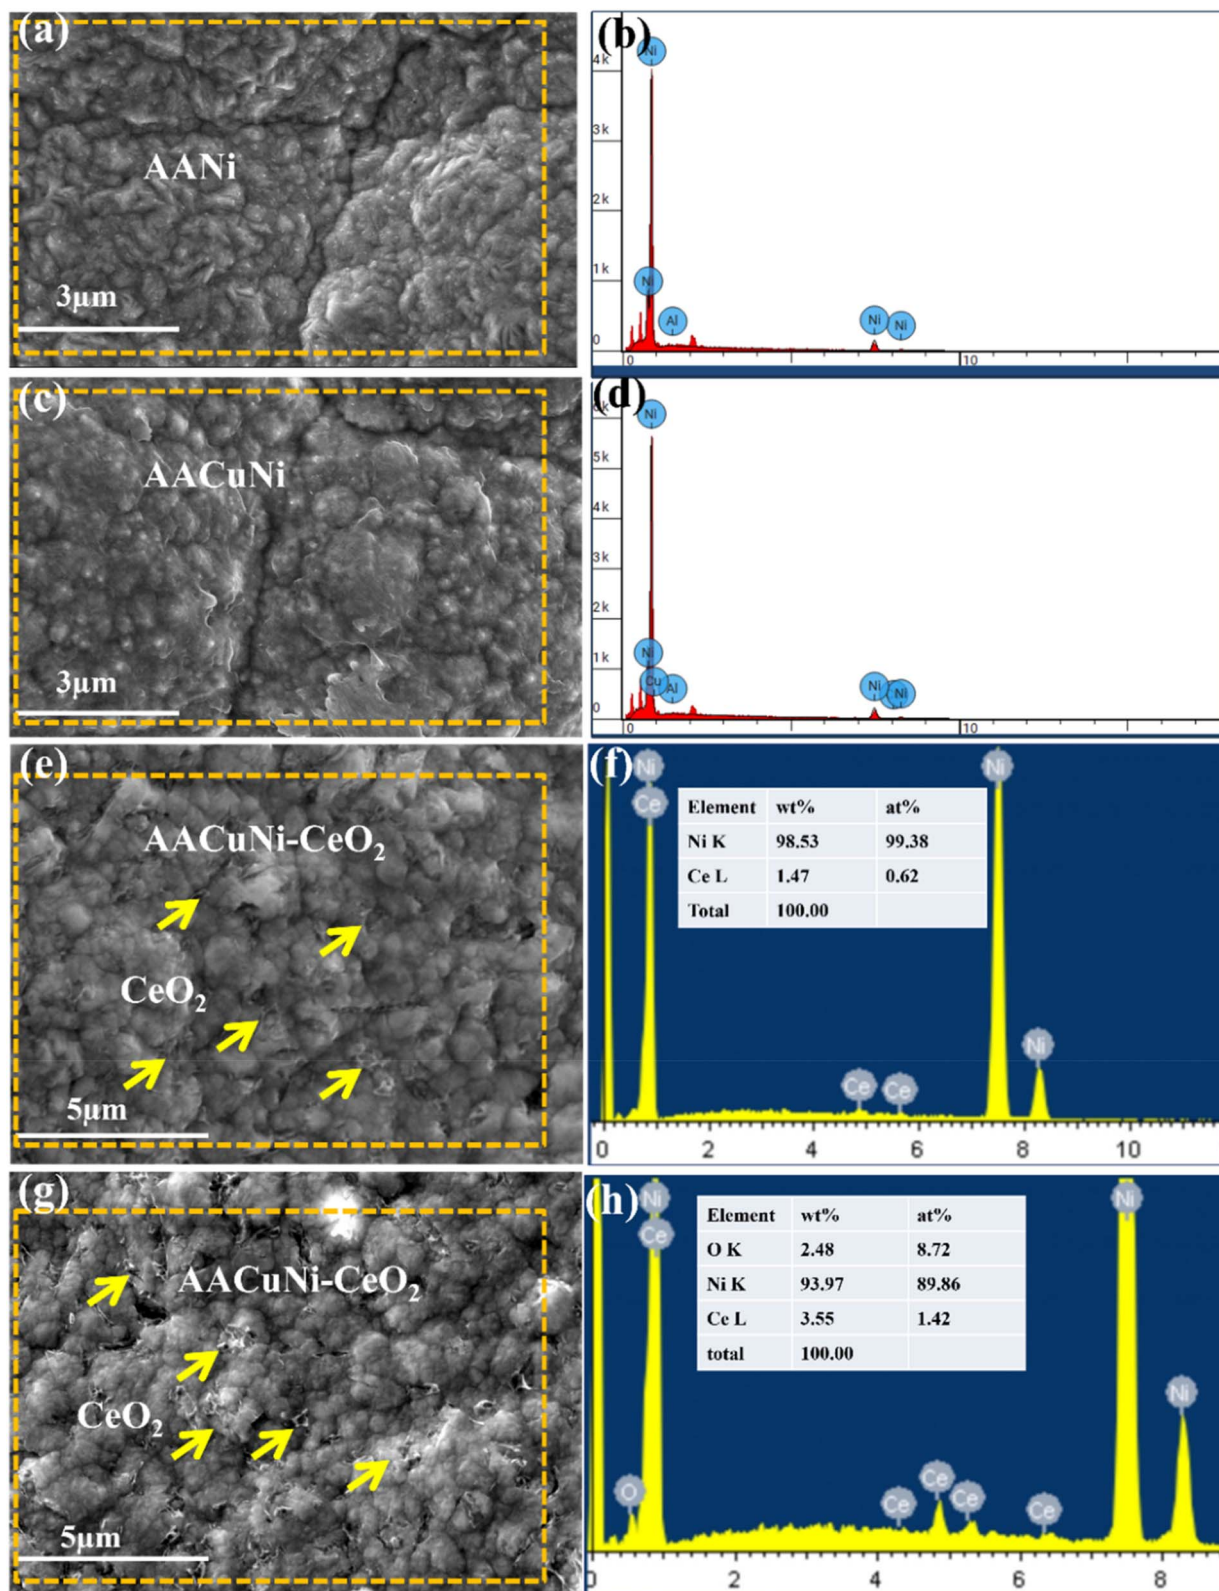 (a)
AANi
3µm
(b)
4k
3k
2k
1k
0
Ni
Ni
Al
Ni
Ni
0
10
(c)
AACuNi
3µm
(d)
5k
4k
3k
2k
1k
0
Ni
Ni
Cu
Al
Ni
Ni
0
10
(e)
AACuNi-CeO₂
CeO₂
5µm
(f)
Ni
Ce
Ni
Element wt% at%
Ni K 98.53 99.38
Ce L 1.47 0.62
Total 100.00
Ni
Ce
Ce
0 2 4 6 8 10
(g)
AACuNi-CeO₂
CeO₂
5µm
(h)
Ni
Ce
Ni
Element wt% at%
O K 2.48 8.72
Ni K 93.97 89.86
Ce L 3.55 1.42
total 100.00
Ni
O
Ce
Ce
Ce
Ce
0 2 4 6 8